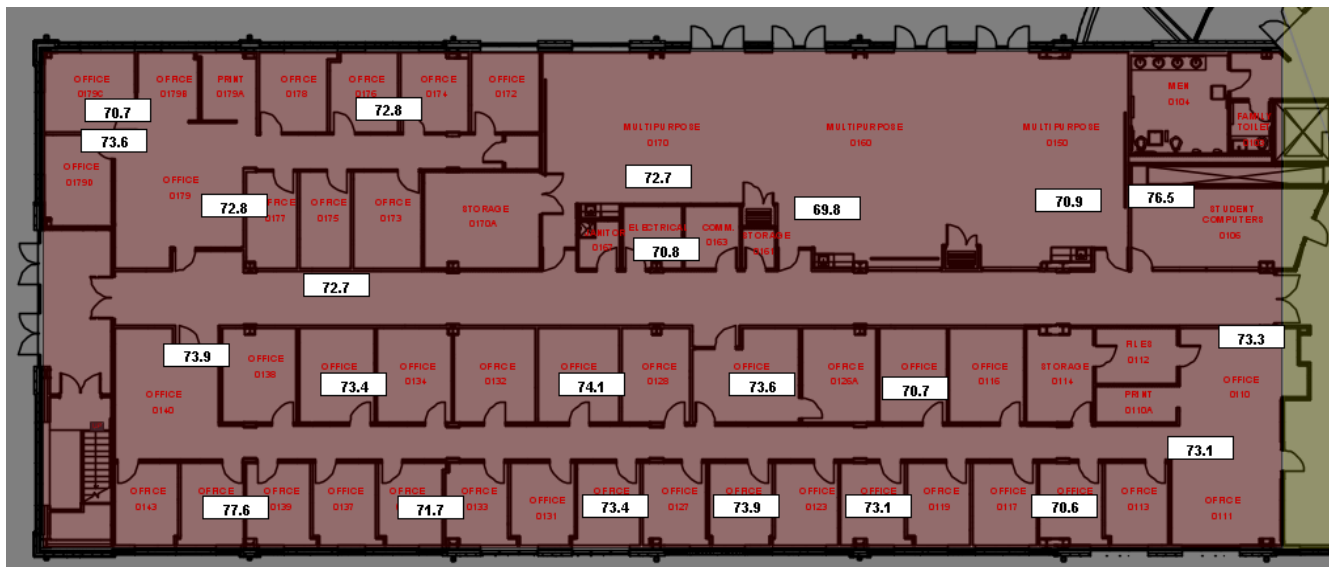 OFFICE
0179C
OFFICE
0179B
PRINT
0179A
OFFICE
0178
OFFICE
0176
OFFICE
0174
OFFICE
0172
70.7
72.8
73.6
OFFICE
0179D
OFFICE
0179
72.8
OFFICE
0177
OFFICE
0175
OFFICE
0173
STORAGE
0170A
MULTIPURPOSE
0170
MULTIPURPOSE
0160
MULTIPURPOSE
0150
MEN
0104
FAMILY
TOILET
72.7
69.8
70.9
76.5
STUDENT
COMPUTERS
0106
JANITOR
0167
ELECTRICAL
70.8
COMM.
0163
STORAGE
0161
72.7
73.9
73.3
OFFICE
0140
OFFICE
0138
OFFICE
73.4
OFFICE
0134
OFFICE
0132
OFFICE
74.1
OFFICE
0128
OFFICE
73.6
OFFICE
0126A
OFFICE
70.7
OFFICE
0116
STORAGE
0114
FILES
0112
PRINT
0110A
OFFICE
0110
73.1
OFFICE
0143
OFFICE
77.6
OFFICE
0139
OFFICE
0137
OFFICE
71.7
OFFICE
0133
OFFICE
0131
OFFICE
73.4
OFFICE
0127
OFFICE
73.9
OFFICE
0123
OFFICE
73.1
OFFICE
0119
OFFICE
0117
OFFICE
70.6
OFFICE
0113
OFFICE
0111